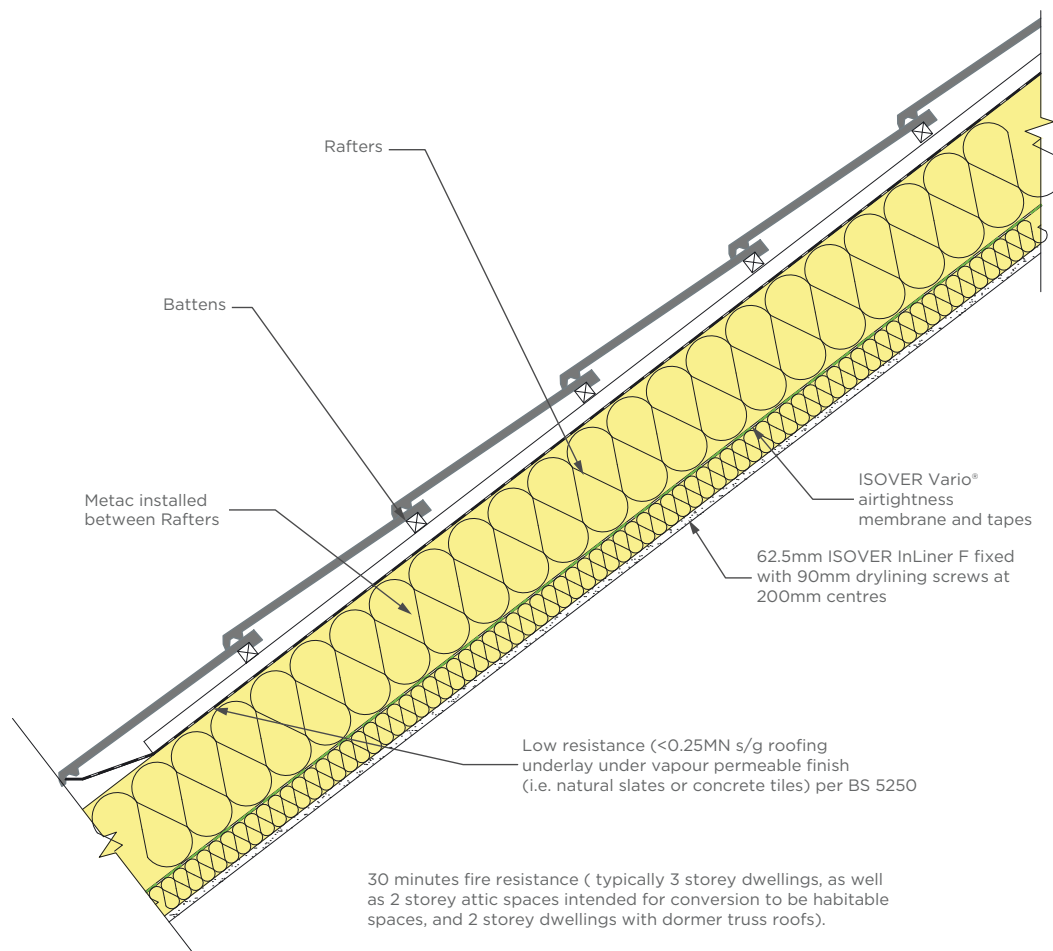 Rafters
Battens
Metac installed
between Rafters
ISOVER Vario®
airtightness
membrane and tapes
62.5mm ISOVER InLiner F fixed
with 90mm drylining screws at
200mm centres
Low resistance (<0.25MN s/g roofing
underlay under vapour permeable finish
(i.e. natural slates or concrete tiles) per BS 5250
30 minutes fire resistance ( typically 3 storey dwellings, as well
as 2 storey attic spaces intended for conversion to be habitable
spaces, and 2 storey dwellings with dormer truss roofs).